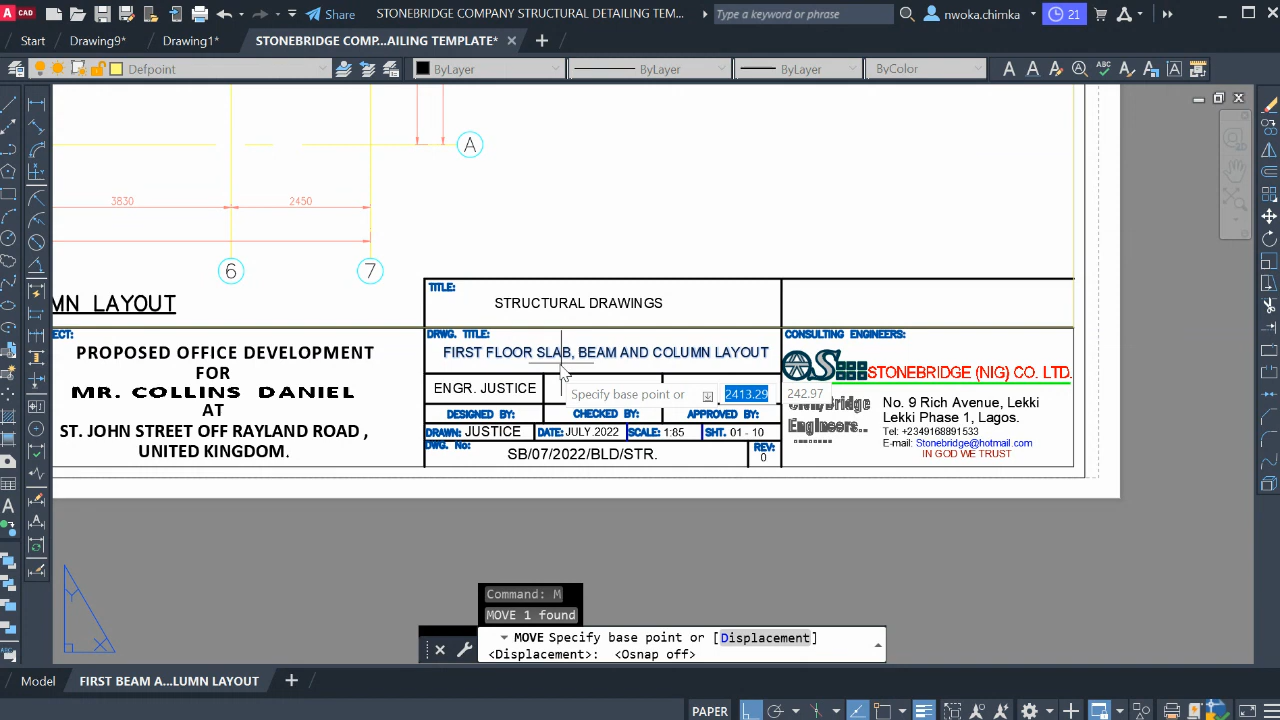 CAD
Share
STONEBRIDGE COMPANY STRUCTURAL DETAILING TEM...
Type a keyword or phrase
nwoka.chimka
21
Start
Drawing9*
Drawing1*
STONEBRIDGE COMP...AILING TEMPLATE*
Defpoint
ByLayer
ByLayer
ByLayer
ByColor
A
3830
2450
6
7
MN LAYOUT
TITLE:
STRUCTURAL DRAWINGS
ECT:
PROPOSED OFFICE DEVELOPMENT
FOR
MR. COLLINS DANIEL
AT
ST. JOHN STREET OFF RAYLAND ROAD ,
UNITED KINGDOM.
DRWG. TITLE:
FIRST FLOOR SLAB, BEAM AND COLUMN LAYOUT
ENGR. JUSTICE
Specify base point or
2413.29
242.97
DESIGNED BY:
CHECKED BY:
APPROVED BY:
DRAWN: JUSTICE
DATE: JULY.2022
SCALE: 1:85
SHT. 01 - 10
DWG. No:
SB/07/2022/BLD/STR.
REV:
0
CONSULTING ENGINEERS:
STONEBRIDGE (NIG) CO. LTD.
Civil/Bridge
Engineers..
No. 9 Rich Avenue, Lekki
Lekki Phase 1, Lagos.
Tel: +2349168891533
E-mail: Stonebridge@hotmail.com
IN GOD WE TRUST
Y
X
Command: M
MOVE 1 found
MOVE Specify base point or [Displacement]
<Displacement>: <Osnap off>
Model
FIRST BEAM A...LUMN LAYOUT
PAPER